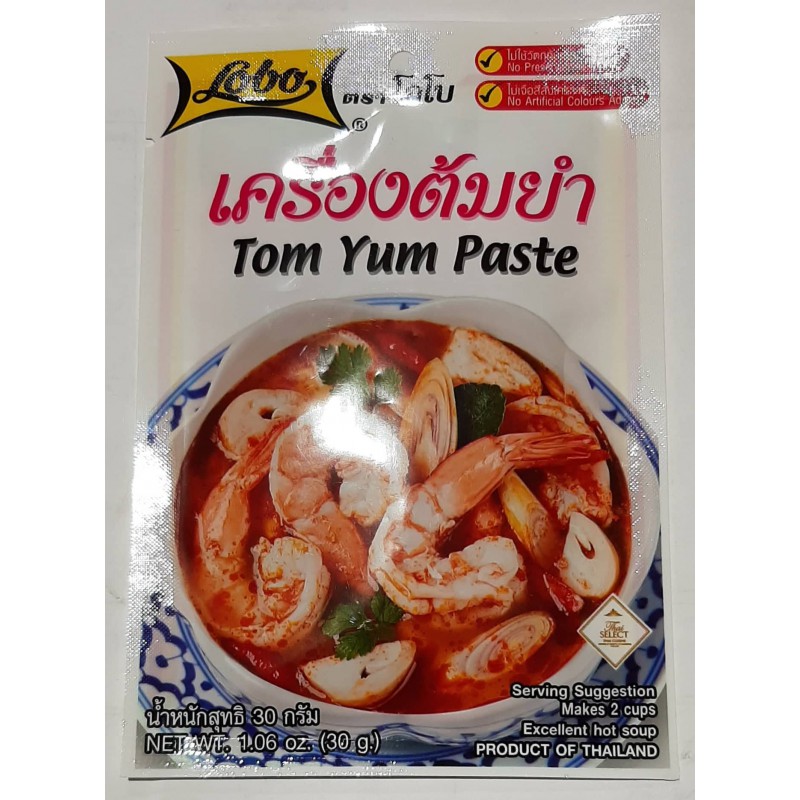 Lobo
ตราโลโบ
®
No
No Artificial Colours
เครื่องต้มยำ
Tom Yum Paste
Thai
SELECT
Serving Suggestion
Makes 2 cups
Excellent hot soup
PRODUCT OF THAILAND
น้ำหนักสุทธิ 30 กรัม
NET WT. 1.06 oz. (30 g.)